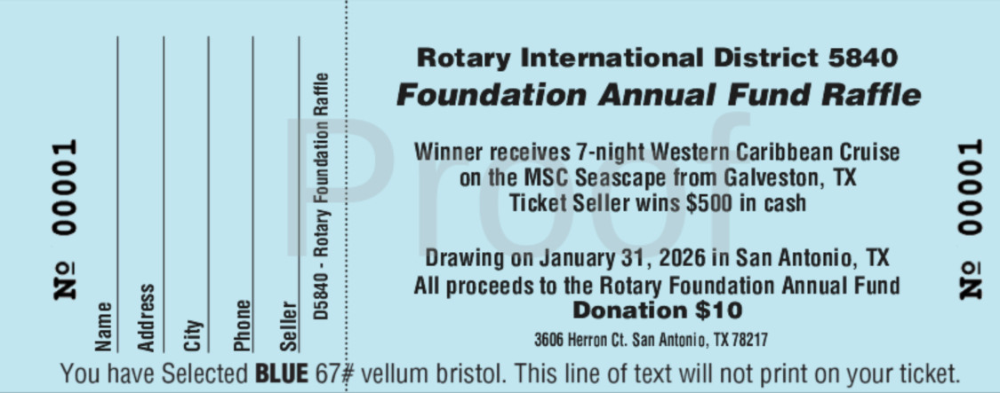 Nº 00001
Name
Address
City
Phone
Seller
D5840 - Rotary Foundation Raffle
Rotary International District 5840
Foundation Annual Fund Raffle
Winner receives 7-night Western Caribbean Cruise
on the MSC Seascape from Galveston, TX
Ticket Seller wins $500 in cash
Drawing on January 31, 2026 in San Antonio, TX
All proceeds to the Rotary Foundation Annual Fund
Donation $10
3606 Herron Ct. San Antonio, TX 78217
Nº 00001
Proof
You have Selected BLUE 67# vellum bristol. This line of text will not print on your ticket.